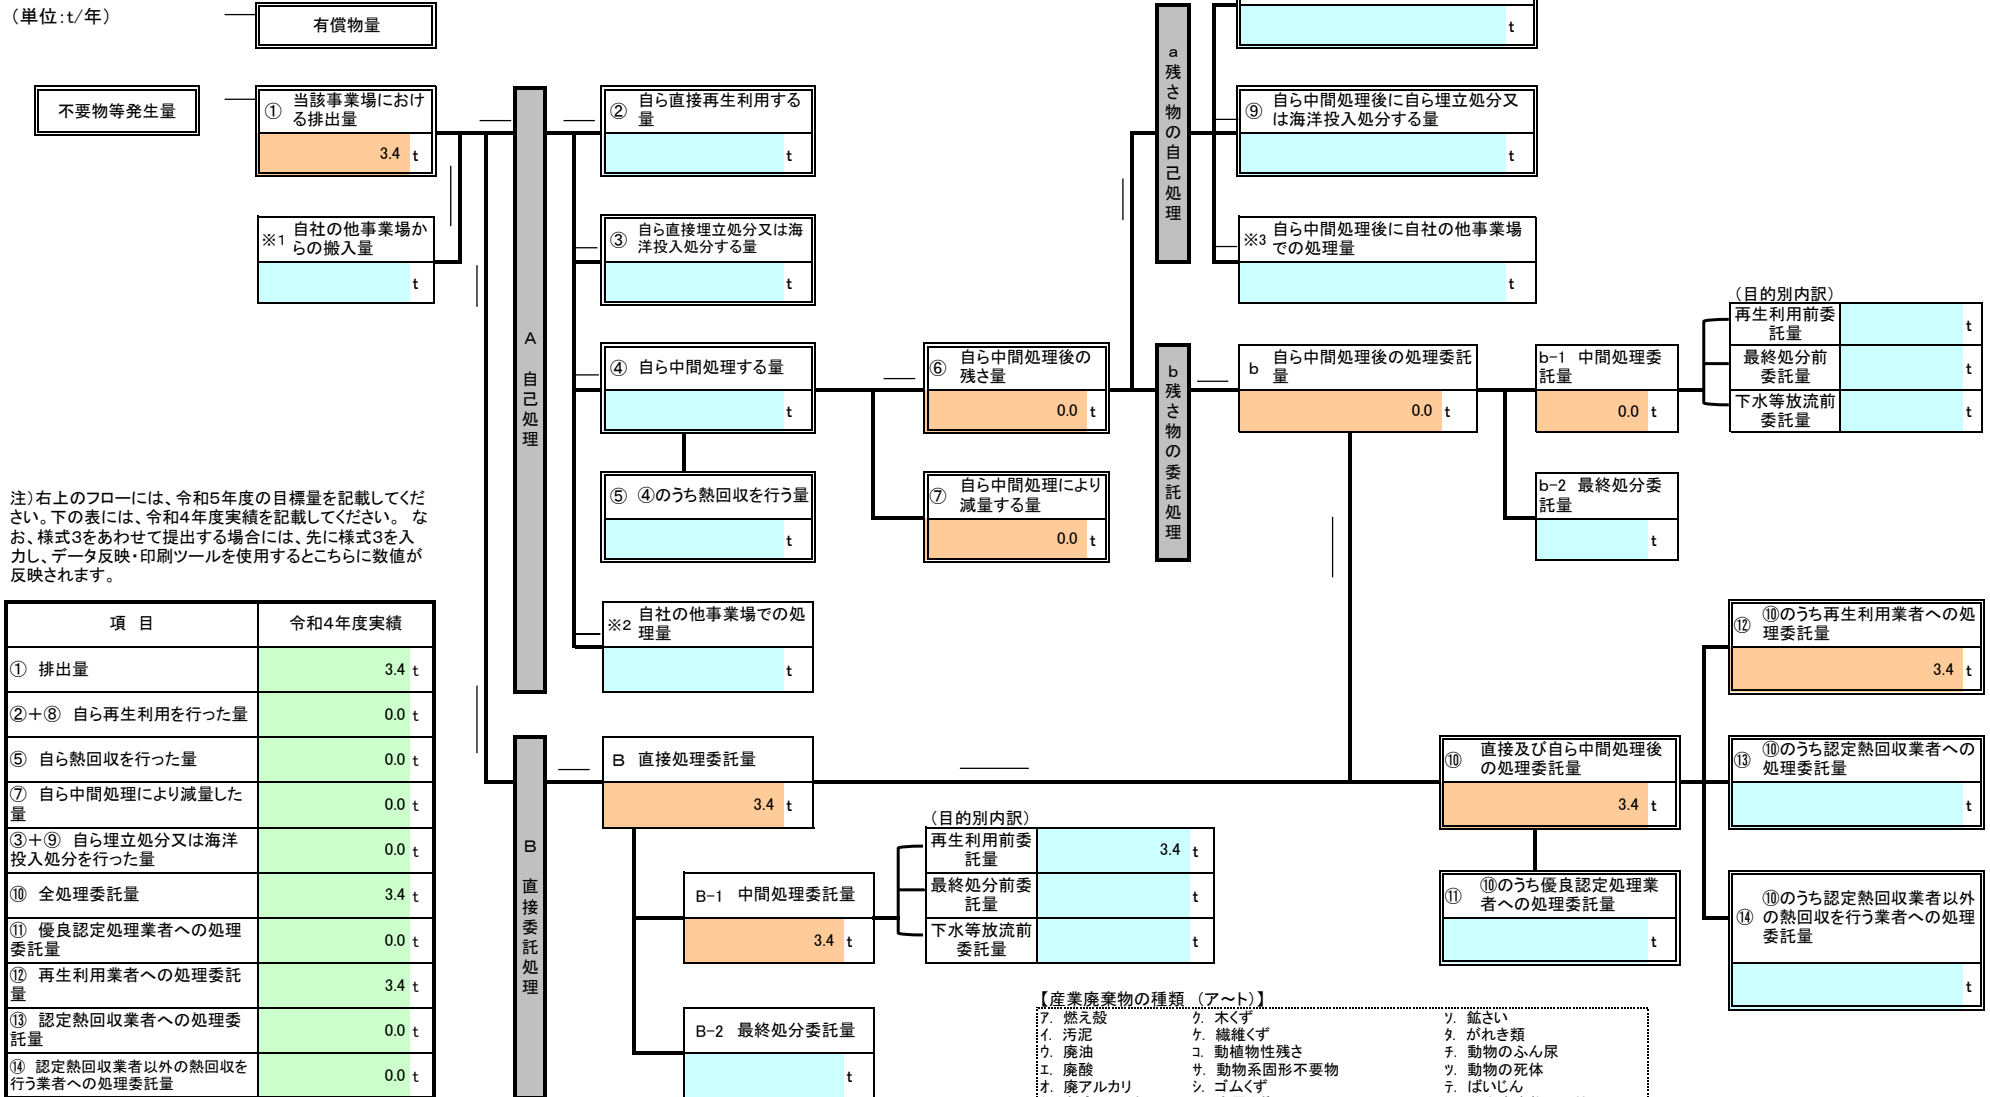 （単位：t/年）
有償物量
t
不要物等発生量
① 当該事業場におけ
る排出量
3.4 t
※1 自社の他事業場か
らの搬入量
t
A 自己処理
② 自ら直接再生利用する
量
t
③ 自ら直接埋立処分又は海
洋投入処分する量
t
④ 自ら中間処理する量
t
⑤ ④のうち熱回収を行う量
t
※2 自社の他事業場での処
理量
t
⑥ 自ら中間処理後の
残さ量
0.0 t
⑦ 自ら中間処理により
減量する量
0.0 t
a 残さ物の自己処理
⑨ 自ら中間処理後に自ら埋立処分又
は海洋投入処分する量
t
※3 自ら中間処理後に自社の他事業場
での処理量
t
b 残さ物の委託処理
b 自ら中間処理後の処理委託
量
0.0 t
b-1 中間処理委
託量
0.0 t
（目的別内訳）
再生利用前委
託量
t
最終処分前
委託量
t
下水等放流前
委託量
t
b-2 最終処分委
託量
t
注）右上のフローには、令和5年度の目標量を記載してくだ
さい。下の表には、令和4年度実績を記載してください。 な
お、様式3をあわせて提出する場合には、先に様式3を入
力し、データ反映・印刷ツールを使用するとこちらに数値が
反映されます。
項 目 令和4年度実績
① 排出量 3.4 t
②＋⑧ 自ら再生利用を行った量 0.0 t
⑤ 自ら熱回収を行った量 0.0 t
⑦ 自ら中間処理により減量した
量 0.0 t
③＋⑨ 自ら埋立処分又は海洋
投入処分を行った量 0.0 t
⑩ 全処理委託量 3.4 t
⑪ 優良認定処理業者への処理
委託量 0.0 t
⑫ 再生利用業者への処理委託
量 3.4 t
⑬ 認定熱回収業者への処理委
託量 0.0 t
⑭ 認定熱回収業者以外の熱回収を
行う業者への処理委託量 0.0 t
B 直接委託処理
B 直接処理委託量
3.4 t
B-1 中間処理委託量
3.4 t
（目的別内訳）
再生利用前委
託量
3.4 t
最終処分前委
託量
t
下水等放流前
委託量
t
B-2 最終処分委託量
t
⑩ 直接及び自ら中間処理後
の処理委託量
3.4 t
⑪ ⑩のうち優良認定処理業
者への処理委託量
t
⑫ ⑩のうち再生利用業者への処
理委託量
3.4 t
⑬ ⑩のうち認定熱回収業者への
処理委託量
t
⑭ ⑩のうち認定熱回収業者以外
の熱回収を行う業者への処理
委託量
t
【産業廃棄物の種類 （ア～ト）】
ア. 燃え殻 ク. 木くず ソ. 鉱さい
イ. 汚泥 ケ. 繊維くず タ. がれき類
ウ. 廃油 コ. 動植物性残さ チ. 動物のふん尿
エ. 廃酸 サ. 動物系固形不要物 ツ. 動物の死体
オ. 廃アルカリ シ. ゴムくず テ. ばいじん